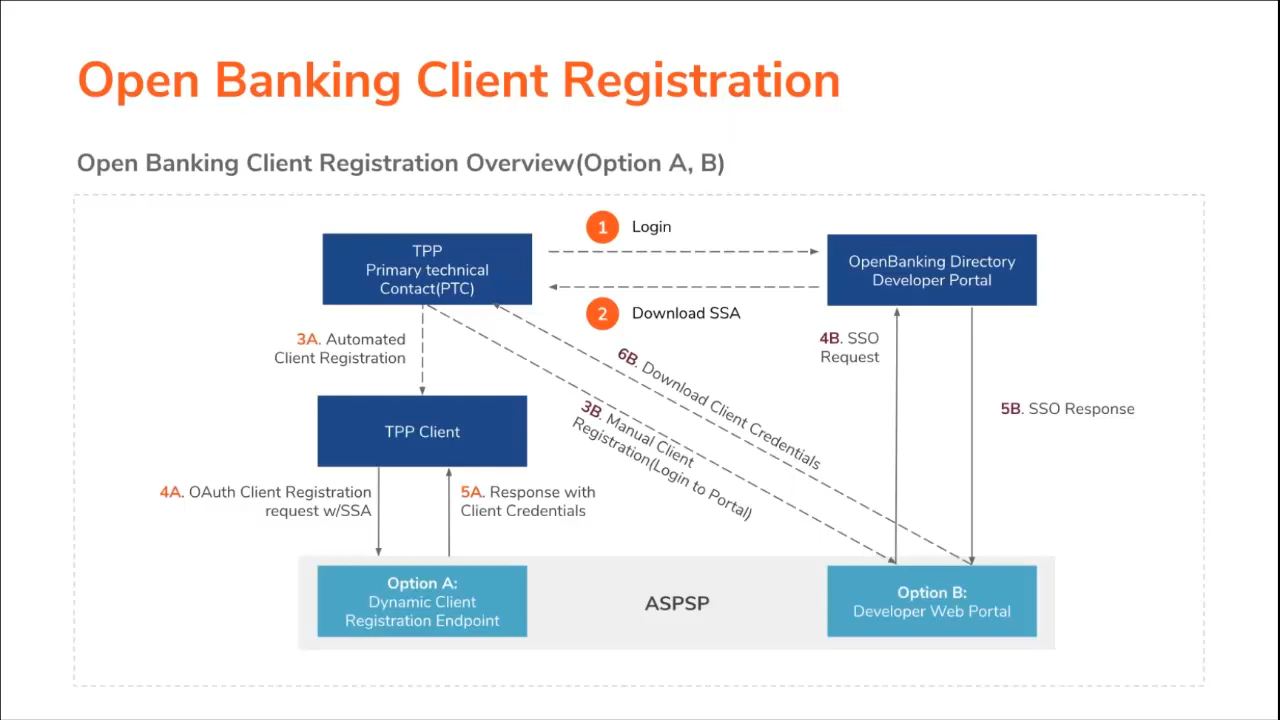 Open Banking Client Registration
Open Banking Client Registration Overview(Option A, B)
1 Login
TPP
Primary technical
Contact(PTC)
OpenBanking Directory
Developer Portal
2 Download SSA
3A. Automated
Client Registration
4B. SSO
Request
6B. Download Client Credentials
3B. Manual Client
Registration(Login to Portal)
5B. SSO Response
TPP Client
4A. OAuth Client Registration
request w/SSA
5A. Response with
Client Credentials
Option A:
Dynamic Client
Registration Endpoint
ASPSP
Option B:
Developer Web Portal